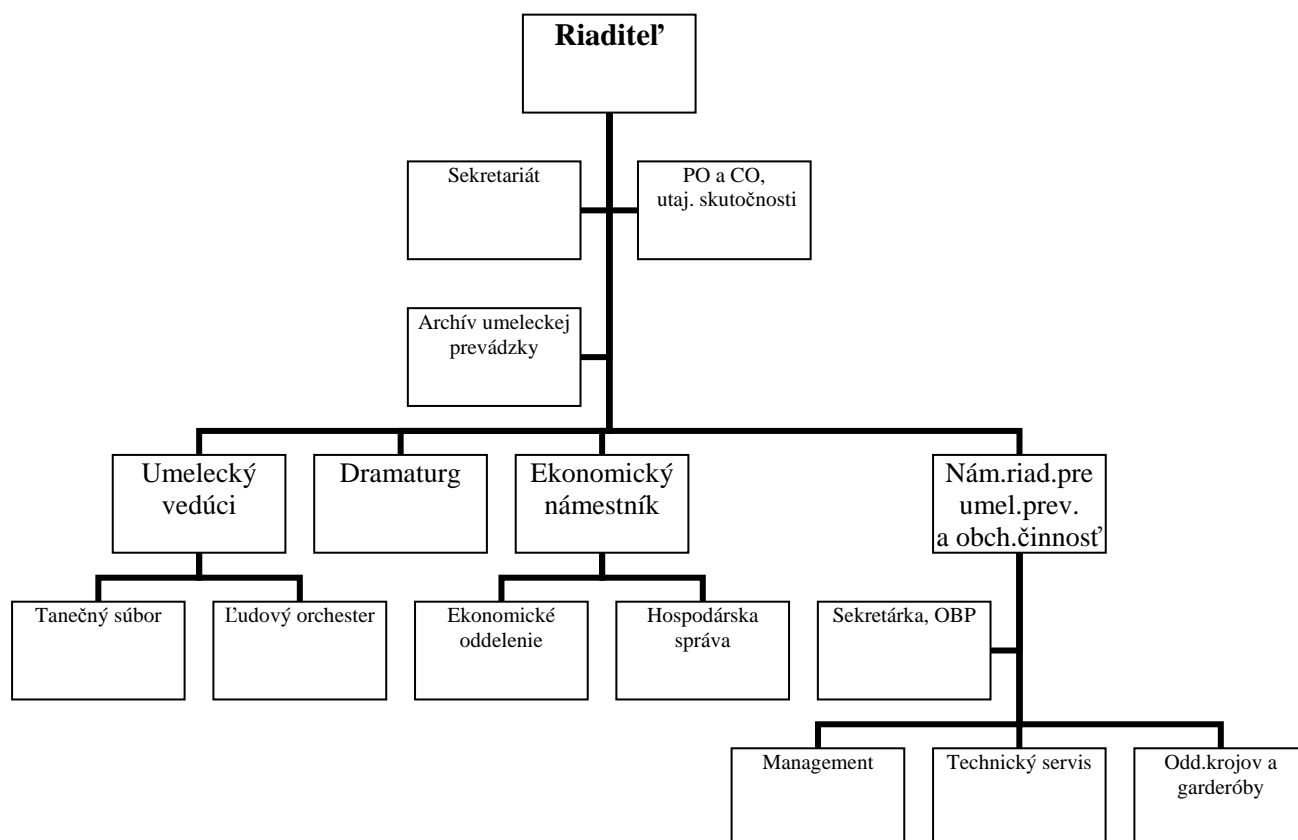 Riaditeľ
Sekretariát
PO a CO,
utaj. skutočnosti
Archív umeleckej
prevádzky
Umelecký
vedúci
Dramaturg
Ekonomický
námestník
Nám.riad.pre
umel.prev.
a obch.činnosť
Tanečný súbor
Ľudový orchester
Ekonomické
oddelenie
Hospodárska
správa
Sekretárka, OBP
Management
Technický servis
Odd.krojov a
garderóby